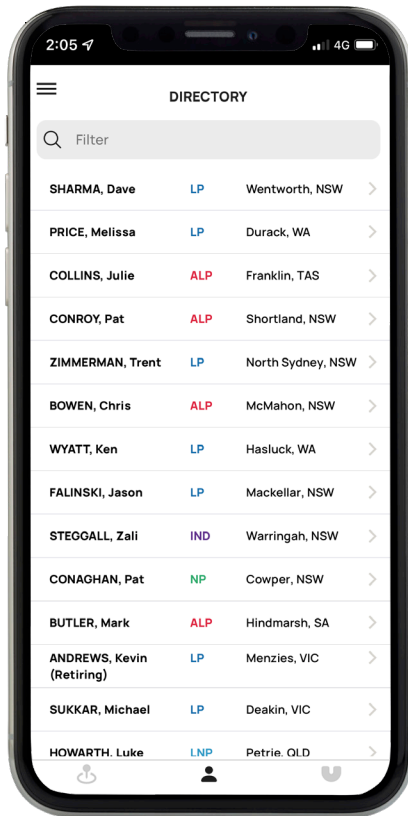 2:05
4G
DIRECTORY
Filter
SHARMA, Dave LP Wentworth, NSW
PRICE, Melissa LP Durack, WA
COLLINS, Julie ALP Franklin, TAS
CONROY, Pat ALP Shortland, NSW
ZIMMERMAN, Trent LP North Sydney, NSW
BOWEN, Chris ALP McMahon, NSW
WYATT, Ken LP Hasluck, WA
FALINSKI, Jason LP Mackellar, NSW
STEGGALL, Zali IND Warringah, NSW
CONAGHAN, Pat NP Cowper, NSW
BUTLER, Mark ALP Hindmarsh, SA
ANDREWS, Kevin LP Menzies, VIC
(Retiring)
SUKKAR, Michael LP Deakin, VIC
HOWARTH, Luke LNP Petrie, QLD